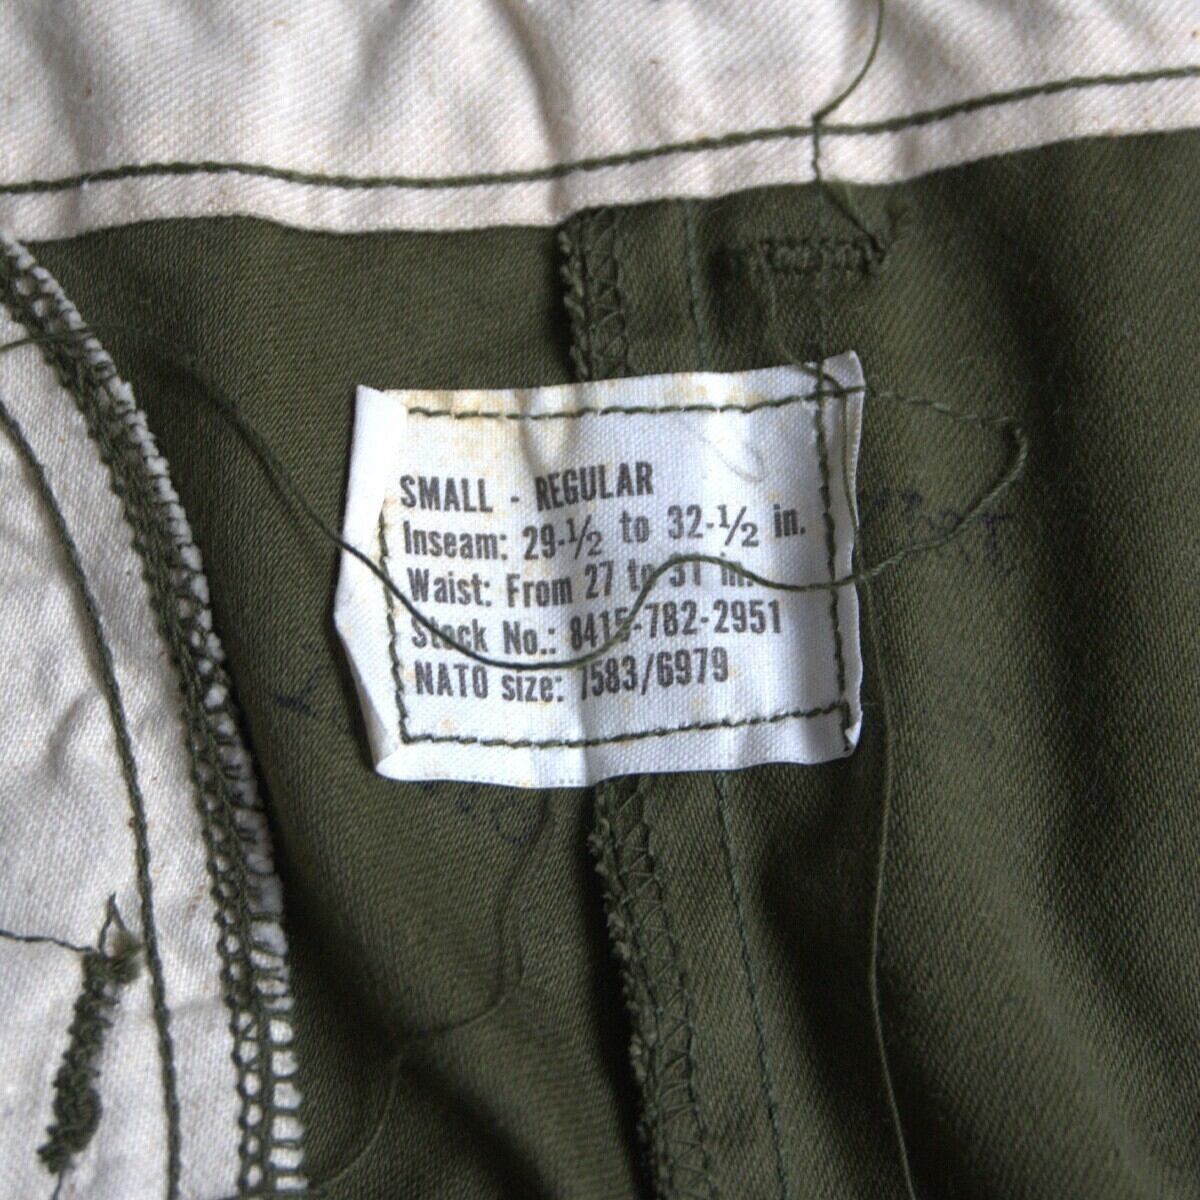 SMALL - REGULAR
Inseam: 29-½ to 32-½ in.
Waist: From 27 to 31 in.
Stock No.: 8415-782-2951
NATO size: 7583/6979